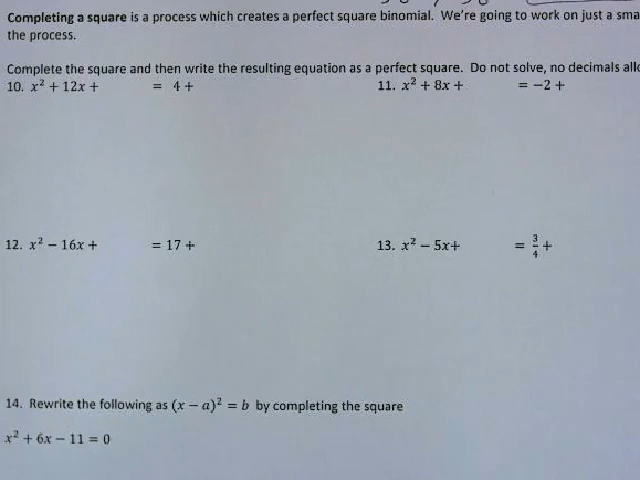 Completing a square is a process which creates a perfect square binomial. We're going to work on just a sma
the process.
Complete the square and then write the resulting equation as a perfect square. Do not solve, no decimals allo
10. x² + 12x + = 4 +
11. x² + 8x + = −2 +
12. x² − 16x + = 17 +
13. x² − 5x+ = 3/4 +
14. Rewrite the following as (x − a)² = b by completing the square
x² + 6x − 11 = 0